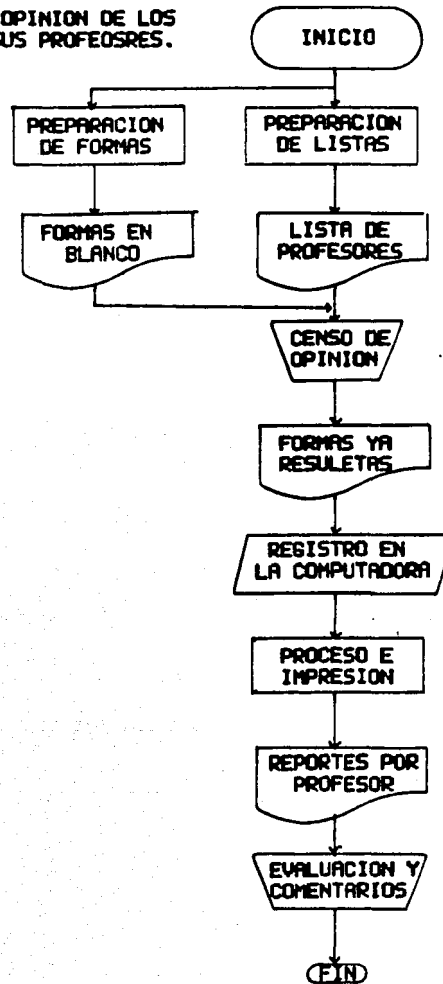 OPINION DE LOS
US PROFEOSRES.
INICIO
PREPARACION
DE FORMAS
PREPARACION
DE LISTAS
FORMAS EN
BLANCO
LISTA DE
PROFESORES
CENSO DE
OPINION
FORMAS YA
RESULETAS
REGISTRO EN
LA COMPUTADORA
PROCESO E
IMPRESION
REPORTES POR
PROFESOR
EVALUACION Y
COMENTARIOS
FIN